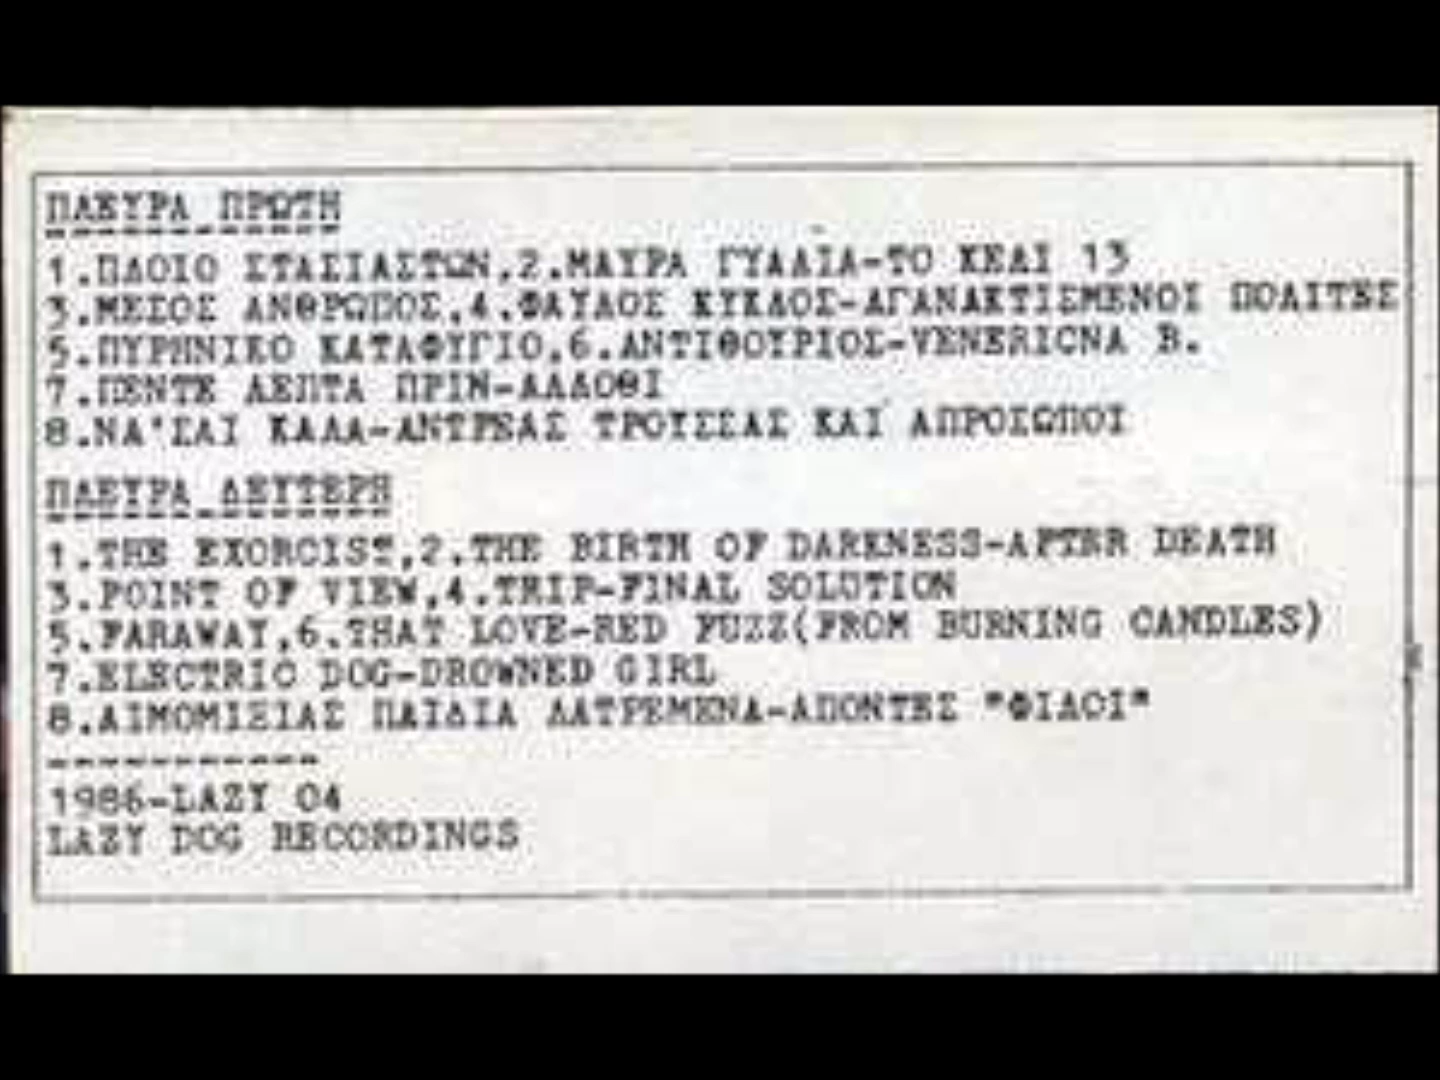 ΠΛΕΥΡΑ ΠΡΩΤΗ
1.ΠΛΟΙΟ ΣΤΑΣΙΑΣΤΩΝ,2.ΜΑΥΡΑ ΓΥΑΛΙΑ-ΤΟ ΚΕΛΙ 13
3.ΜΕΣΟΣ ΑΝΘΡΩΠΟΣ,4.ΦΑΥΛΟΣ ΚΥΚΛΟΣ-ΑΓΑΝΑΚΤΙΣΜΕΝΟΙ ΠΟΛΙΤΕΣ
5.ΠΥΡΗΝΙΚΟ ΚΑΤΑΦΥΓΙΟ,6.ΑΝΤΙΘΟΥΡΙΟΣ-VENERICNA B.
7.ΠΕΝΤΕ ΛΕΠΤΑ ΠΡΙΝ-ΑΛΛΟΘΙ
8.ΝΑ'ΣΑΙ ΚΑΛΑ-ΑΝΤΡΕΑΣ ΤΡΟΥΣΣΑΣ ΚΑΙ ΑΠΡΟΣΩΠΟΙ
ΠΛΕΥΡΑ ΔΕΥΤΕΡΗ
1.THE EXORCIST,2.THE BIRTH OF DARKNESS-AFTER DEATH
3.POINT OF VIEW,4.TRIP-FINAL SOLUTION
5.FARAWAY,6.THAT LOVE-RED FUZZ(FROM BURNING CANDLES)
7.ELECTRIC DOG-DROWNED GIRL
8.ΑΙΜΟΜΙΞΙΑΣ ΠΑΙΔΙΑ ΛΑΤΡΕΜΕΝΑ-ΑΠΟΝΤΕΣ "ΦΙΛΟΙ"
-----------
1986-LAZY 04
LAZY DOG RECORDINGS